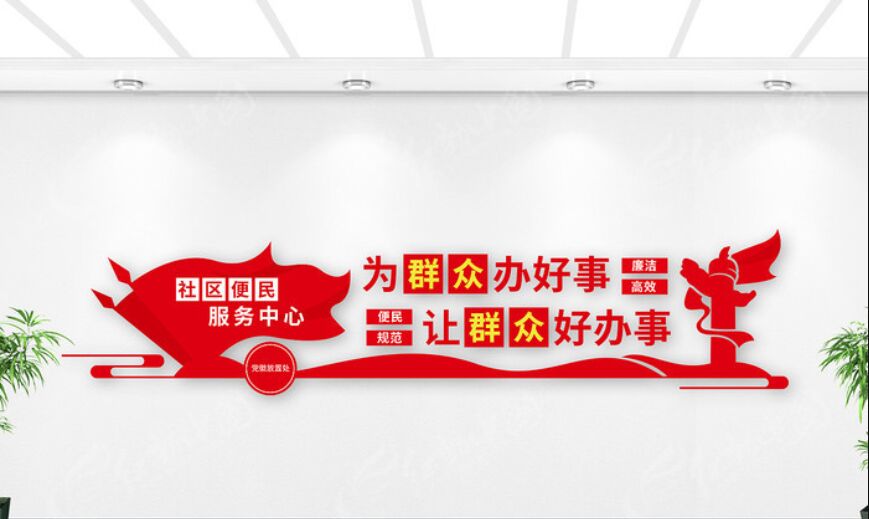 社区便民
服务中心
党徽放置处
为群众办好事
廉洁
高效
便民
规范
让群众好办事